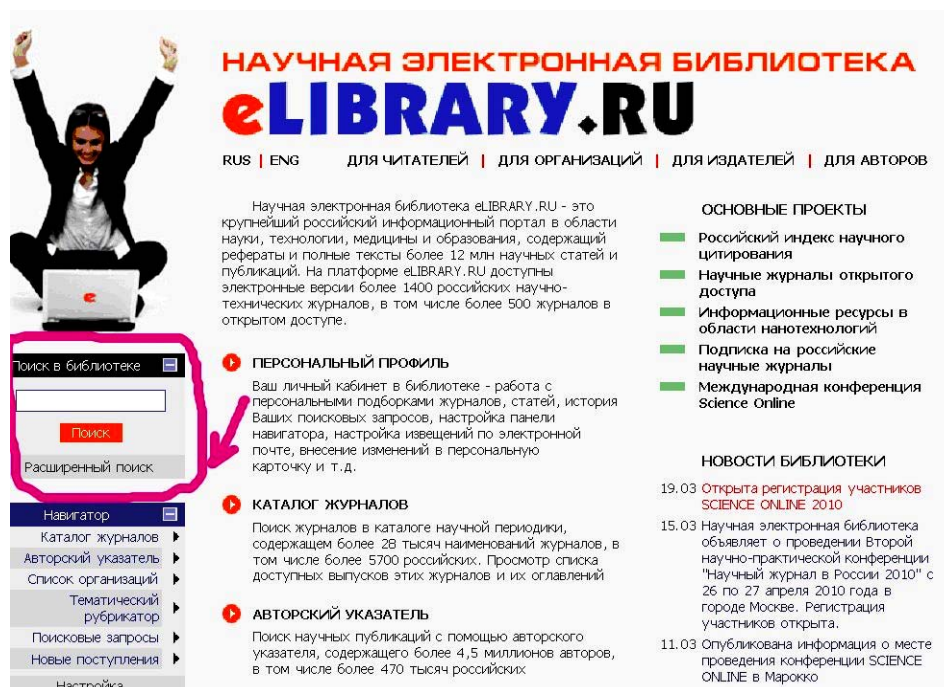 НАУЧНАЯ ЭЛЕКТРОННАЯ БИБЛИОТЕКА
eLIBRARY.RU
RUS | ENG ДЛЯ ЧИТАТЕЛЕЙ | ДЛЯ ОРГАНИЗАЦИЙ | ДЛЯ ИЗДАТЕЛЕЙ | ДЛЯ АВТОРОВ
e
Поиск в библиотеке
Поиск
Расширенный поиск
Навигатор
Каталог журналов
Авторский указатель
Список организаций
Тематический
рубрикатор
Поисковые запросы
Новые поступления
Настройка
Научная электронная библиотека eLIBRARY.RU - это
крупнейший российский информационный портал в области
науки, технологии, медицины и образования, содержащий
рефераты и полные тексты более 12 млн научных статей и
публикаций. На платформе eLIBRARY.RU доступны
электронные версии более 1400 российских научно-
технических журналов, в том числе более 500 журналов в
открытом доступе.
ПЕРСОНАЛЬНЫЙ ПРОФИЛЬ
Ваш личный кабинет в библиотеке - работа с
персональными подборками журналов, статей, история
Ваших поисковых запросов, настройка панели
навигатора, настройка извещений по электронной
почте, внесение изменений в персональную
карточку и т.д.
КАТАЛОГ ЖУРНАЛОВ
Поиск журналов в каталоге научной периодики,
содержащем более 28 тысяч наименований журналов, в
том числе более 5700 российских. Просмотр списка
доступных выпусков этих журналов и их оглавлений
АВТОРСКИЙ УКАЗАТЕЛЬ
Поиск научных публикаций с помощью авторского
указателя, содержащего более 4,5 миллионов авторов,
в том числе более 470 тысяч российских
ОСНОВНЫЕ ПРОЕКТЫ
Российский индекс научного
цитирования
Научные журналы открытого
доступа
Информационные ресурсы в
области нанотехнологий
Подписка на российские
научные журналы
Международная конференция
Science Online
НОВОСТИ БИБЛИОТЕКИ
19.03 Открыта регистрация участников
SCIENCE ONLINE 2010
15.03 Научная электронная библиотека
объявляет о проведении Второй
научно-практической конференции
"Научный журнал в России 2010" с
26 по 27 апреля 2010 года в
городе Москве. Регистрация
участников открыта.
11.03 Опубликована информация о месте
проведения конференции SCIENCE
ONLINE в Марокко